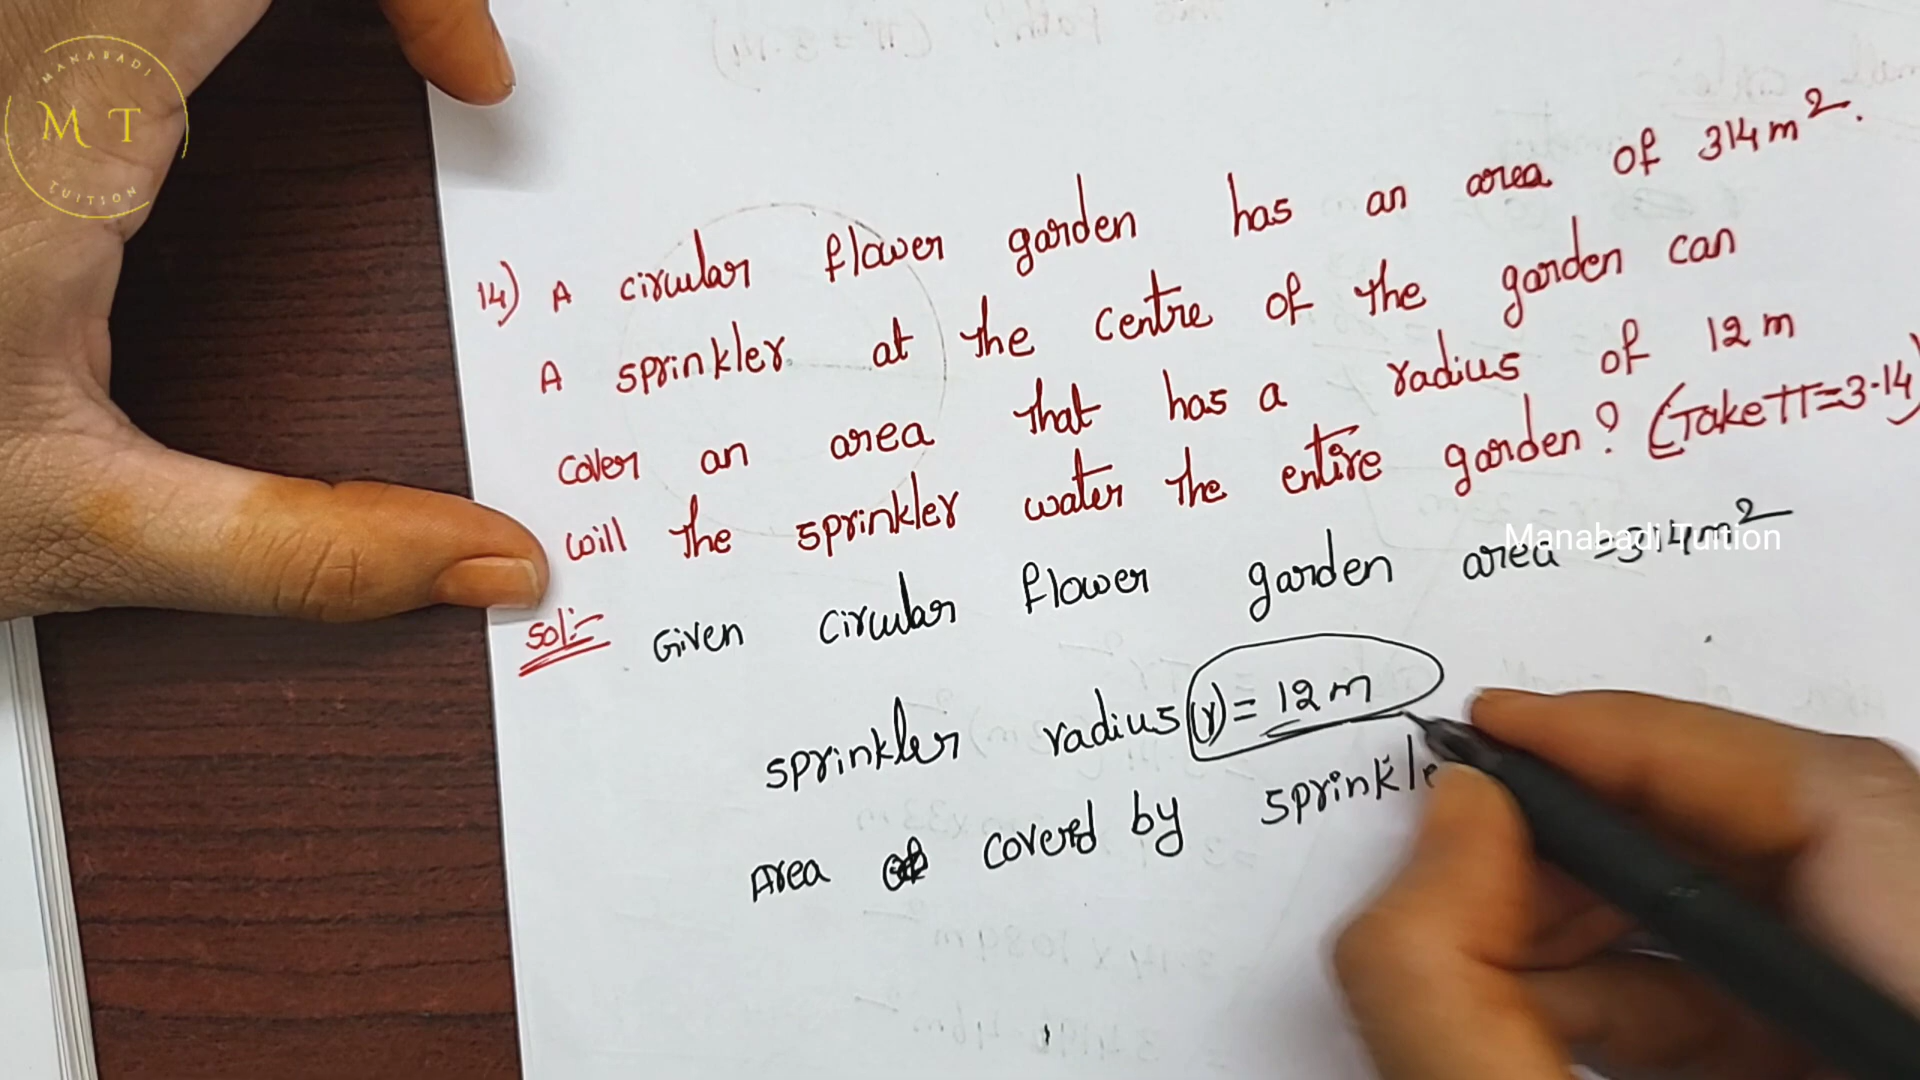 MANABADI
M T
TUITION
14) A circular flower garden has an area of 314 m².
A sprinkler at the centre of the garden can
cover an area that has a radius of 12 m
will the sprinkler water the entire garden? (Take π=3.14)
Sol:- Given circular flower garden area = 314m²
Manabadi Tuition
sprinkler radius (r) = 12 m
Area covered by sprinkle